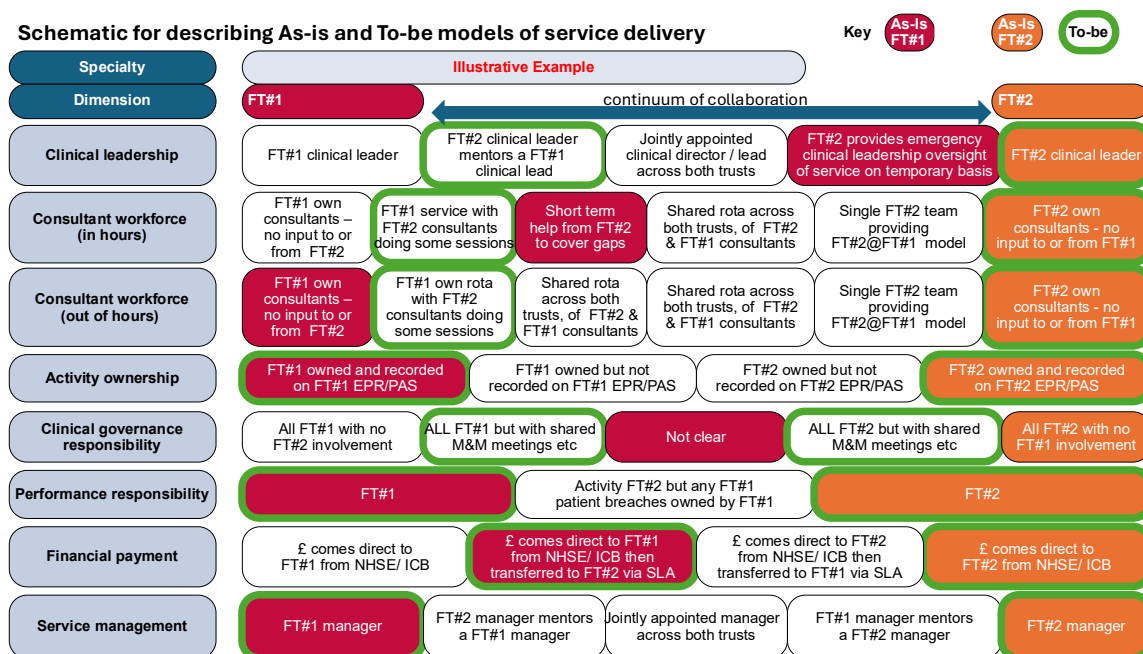 Schematic for describing As-is and To-be models of service delivery
Key
As-Is
FT#1
As-Is
FT#2
To-be
Specialty
Illustrative Example
Dimension
FT#1
continuum of collaboration
FT#2
Clinical leadership
FT#1 clinical leader
FT#2 clinical leader
mentors a FT#1
clinical lead
Jointly appointed
clinical director / lead
across both trusts
FT#2 provides emergency
clinical leadership oversight
of service on temporary basis
FT#2 clinical leader
Consultant workforce
(in hours)
FT#1 own
consultants –
no input to or
from FT#2
FT#1 service with
FT#2 consultants
doing some sessions
Short term
help from FT#2
to cover gaps
Shared rota across
both trusts, of FT#2
& FT#1 consultants
Single FT#2 team
providing
FT#2@FT#1 model
FT#2 own
consultants - no
input to or from FT#1
Consultant workforce
(out of hours)
FT#1 own
consultants –
no input to or
from FT#2
FT#1 own rota
with FT#2
consultants doing
some sessions
Shared rota
across both
trusts, of FT#2 &
FT#1 consultants
Shared rota across
both trusts, of FT#2
& FT#1 consultants
Single FT#2 team
providing
FT#2@FT#1 model
FT#2 own
consultants - no
input to or from FT#1
Activity ownership
FT#1 owned and recorded
on FT#1 EPR/PAS
FT#1 owned but not
recorded on FT#1 EPR/PAS
FT#2 owned but not
recorded on FT#2 EPR/PAS
FT#2 owned and recorded
on FT#2 EPR/PAS
Clinical governance
responsibility
All FT#1 with no
FT#2 involvement
ALL FT#1 but with shared
M&M meetings etc
Not clear
ALL FT#2 but with shared
M&M meetings etc
All FT#2 with no
FT#1 involvement
Performance responsibility
FT#1
Activity FT#2 but any FT#1
patient breaches owned by FT#1
FT#2
Financial payment
£ comes direct to
FT#1 from NHSE/ ICB
£ comes direct to FT#1
from NHSE/ ICB then
transferred to FT#2 via SLA
£ comes direct to FT#2
from NHSE/ ICB then
transferred to FT#1 via SLA
£ comes direct to
FT#2 from NHSE/ ICB
Service management
FT#1 manager
FT#2 manager mentors
a FT#1 manager
Jointly appointed manager
across both trusts
FT#1 manager mentors
a FT#2 manager
FT#2 manager